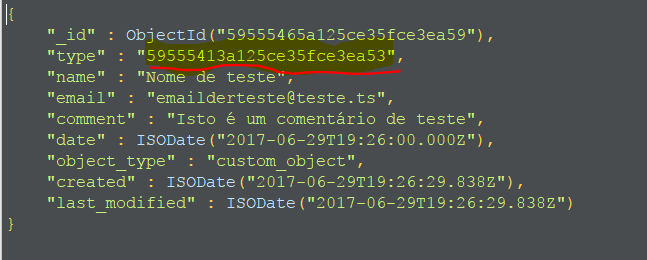 {
"_id" : ObjectId("59555465a125ce35fce3ea59"),
"type" : "59555413a125ce35fce3ea53",
"name" : "Nome de teste",
"email" : "emailderteste@teste.ts",
"comment" : "Isto é um comentário de teste",
"date" : ISODate("2017-06-29T19:26:00.000Z"),
"object_type" : "custom_object",
"created" : ISODate("2017-06-29T19:26:29.838Z"),
"last_modified" : ISODate("2017-06-29T19:26:29.838Z")
}